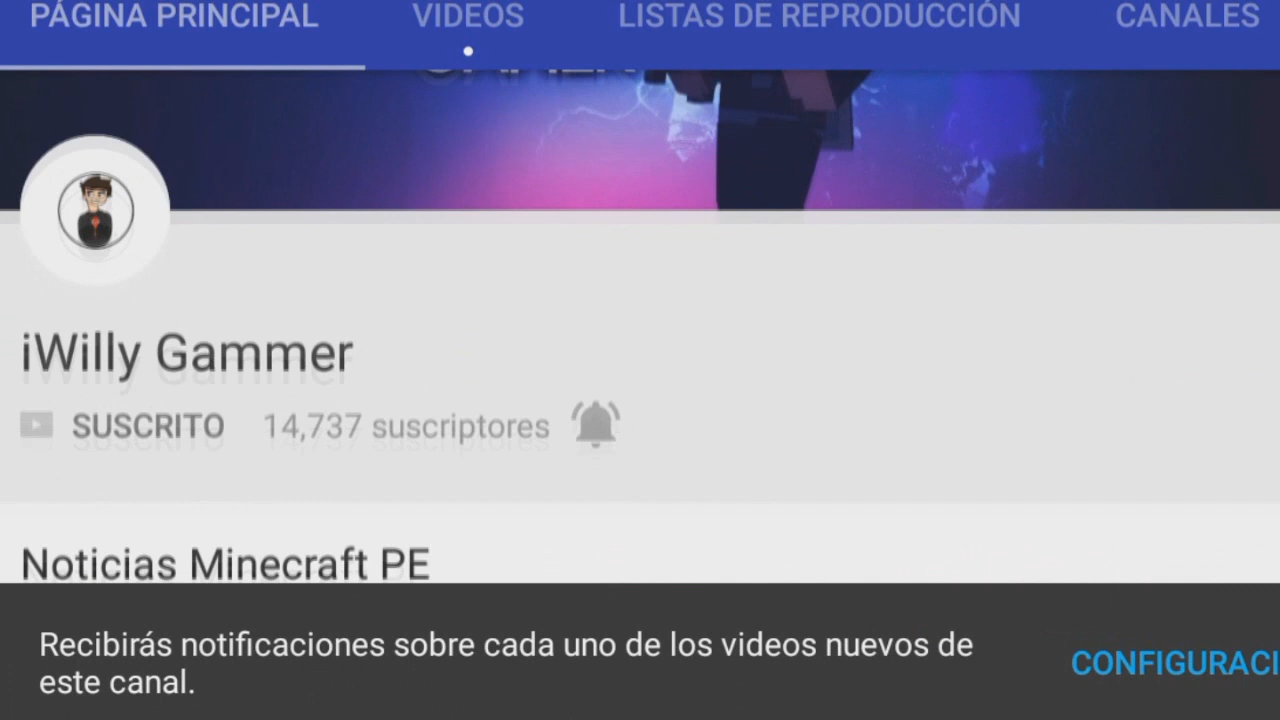 PÁGINA PRINCIPAL VIDEOS LISTAS DE REPRODUCCIÓN CANALES
iWilly Gammer
SUSCRITO 14,737 suscriptores
Noticias Minecraft PE
Recibirás notificaciones sobre cada uno de los videos nuevos de
este canal.
CONFIGURACI